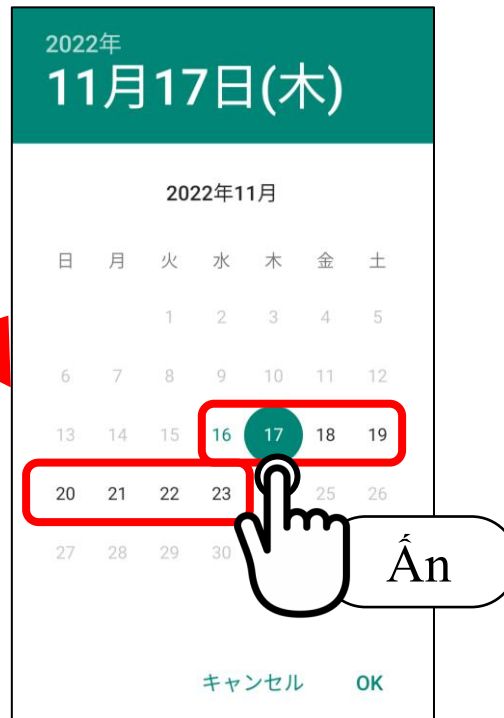 2022年
11月17日(木)
2022年11月
日 月 火 水 木 金 土
1 2 3 4 5
6 7 8 9 10 11 12
13 14 15 16 17 18 19
20 21 22 23 25 26
27 28 29 30
Ấn
キャンセル OK